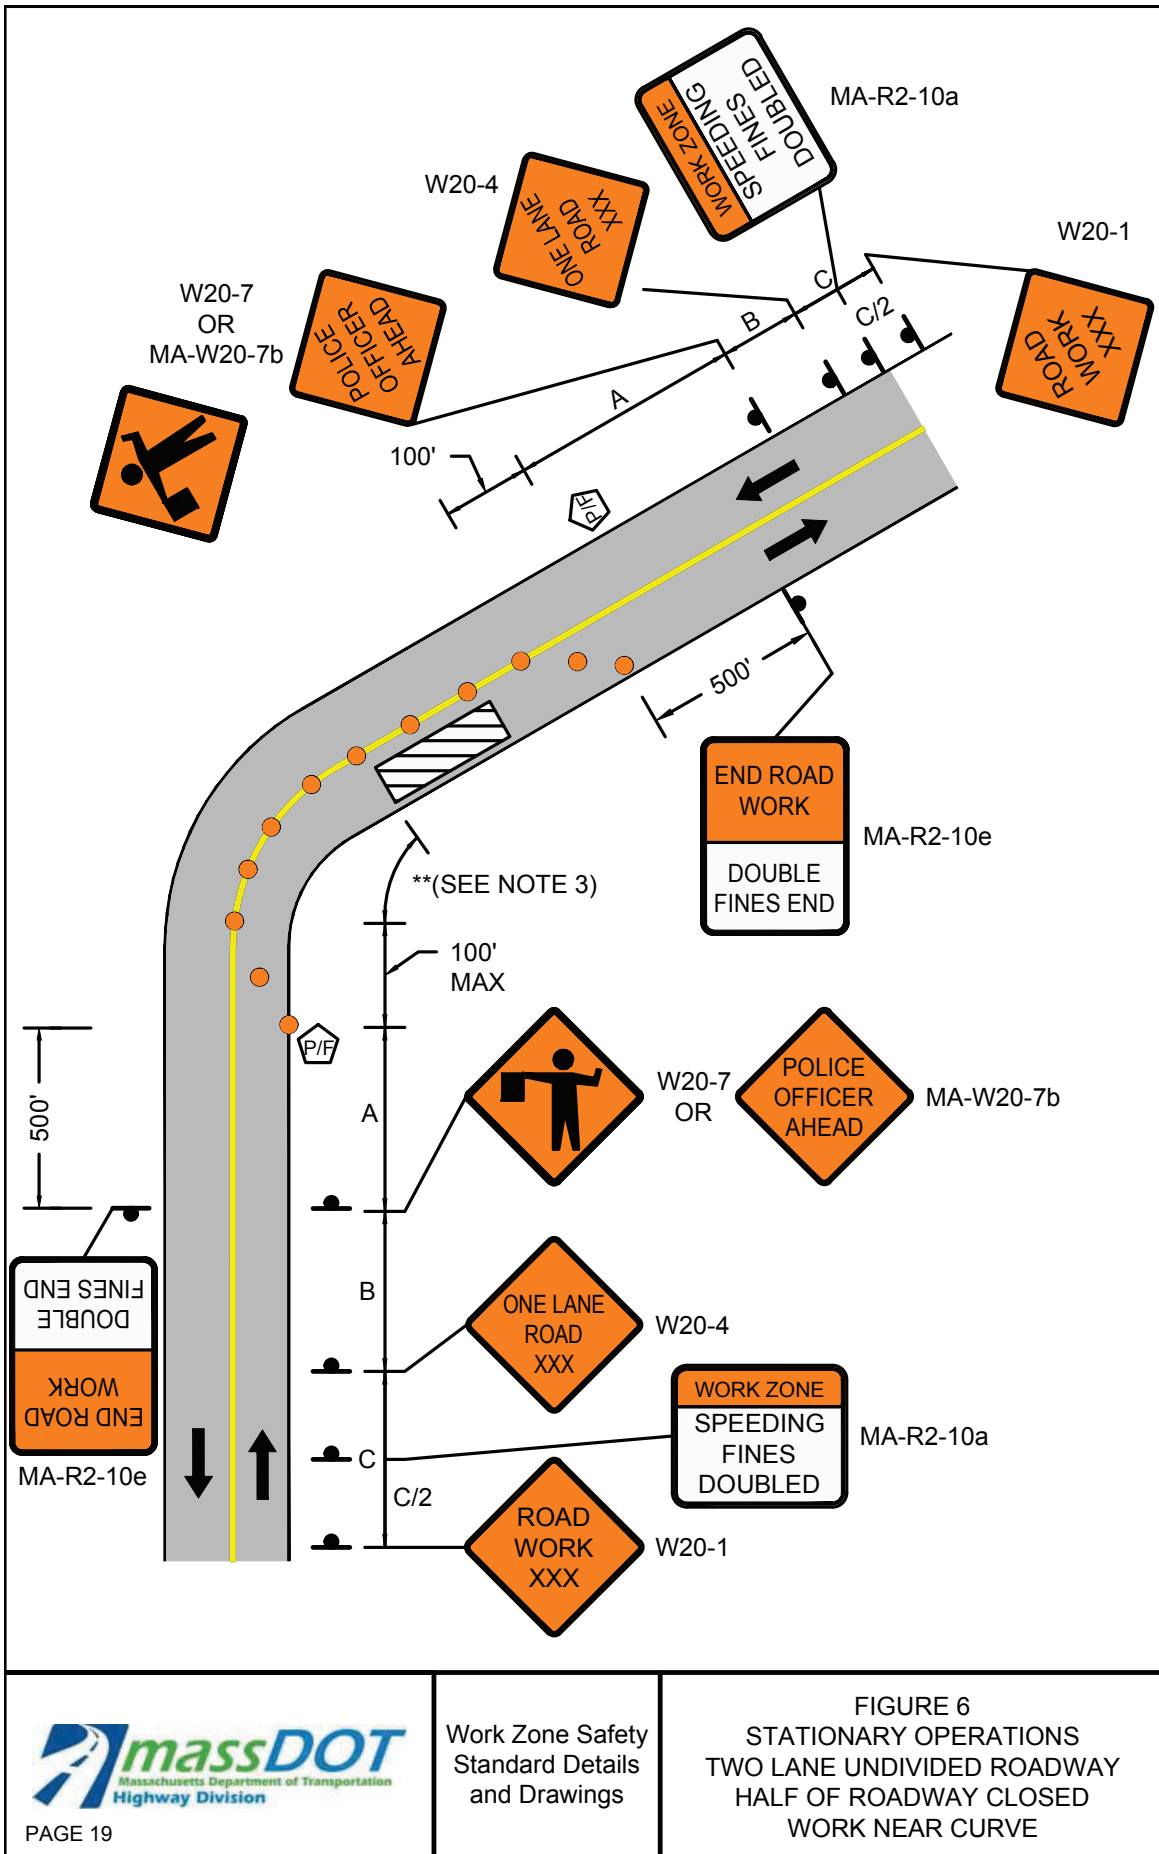 MA-R2-10a
WORK ZONE
SPEEDING
FINES
DOUBLED
W20-4
ONE LANE
ROAD
XXX
W20-1
ROAD
WORK
XXX
W20-7
OR
MA-W20-7b
POLICE
OFFICER
AHEAD
C
B
C/2
A
100'
P/F
500'
END ROAD
WORK
DOUBLE
FINES END
MA-R2-10e
**(SEE NOTE 3)
100'
MAX
P/F
500'
A
W20-7
OR
POLICE
OFFICER
AHEAD
MA-W20-7b
END ROAD
WORK
DOUBLE
FINES END
MA-R2-10e
B
ONE LANE
ROAD
XXX
W20-4
WORK ZONE
SPEEDING
FINES
DOUBLED
MA-R2-10a
C
C/2
ROAD
WORK
XXX
W20-1
massDOT
Massachusetts Department of Transportation
Highway Division
PAGE 19
Work Zone Safety
Standard Details
and Drawings
FIGURE 6
STATIONARY OPERATIONS
TWO LANE UNDIVIDED ROADWAY
HALF OF ROADWAY CLOSED
WORK NEAR CURVE